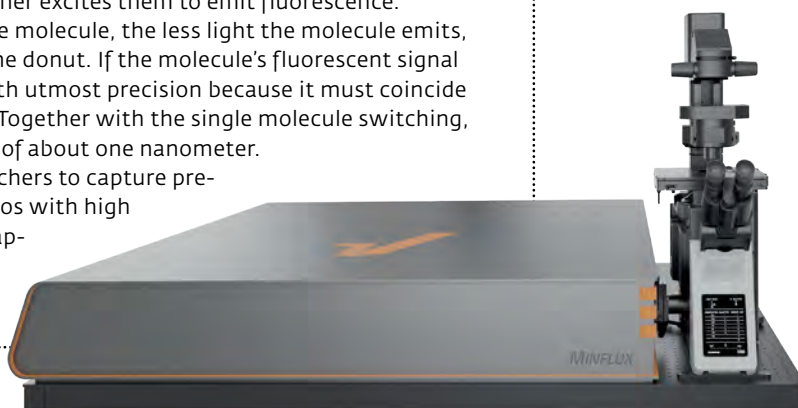 her excites them to emit fluorescence.
e molecule, the less light the molecule emits,
he donut. If the molecule's fluorescent signal
th utmost precision because it must coincide
Together with the single molecule switching,
of about one nanometer.
chers to capture pre-
os with high
ap-
MINFLUX